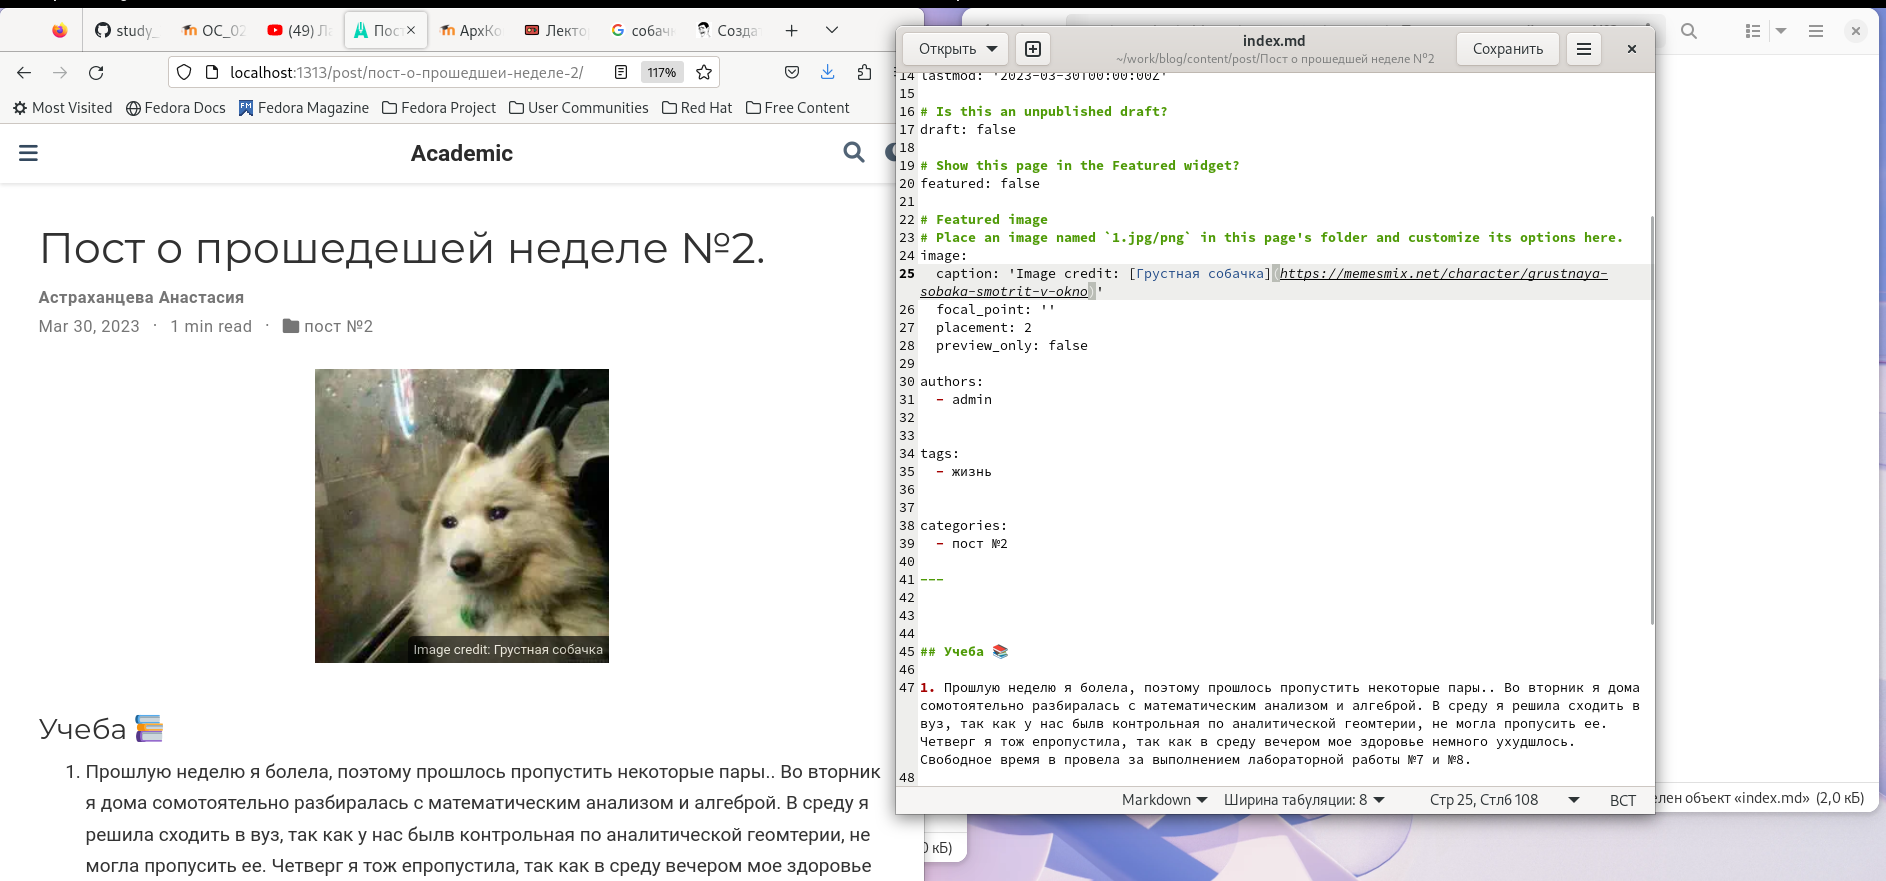 study_
ОС_02
(49) Ла
Пост
АрхКо
Лекто
собачк
Созда
localhost:1313/post/пост-о-прошедшеи-неделе-2/
117%
Most Visited
Fedora Docs
Fedora Magazine
Fedora Project
User Communities
Red Hat
Free Content
Academic
Пост о прошедешей неделе №2.
Астраханцева Анастасия
Mar 30, 2023 · 1 min read · пост №2
Image credit: Грустная собачка
Учеба 📚
1. Прошлую неделю я болела, поэтому прошлось пропустить некоторые пары.. Во вторник
я дома сомотоятельно разбиралась с математическим анализом и алгеброй. В среду я
решила сходить в вуз, так как у нас былв контрольная по аналитической геомтерии, не
могла пропусить ее. Четверг я тож епропустила, так как в среду вечером мое здоровье
Открыть
index.md
~/work/blog/content/post/Пост о прошедшей неделе №2
Сохранить
14 lastmod: '2023-03-30T00:00:00Z'
15
16 # Is this an unpublished draft?
17 draft: false
18
19 # Show this page in the Featured widget?
20 featured: false
21
22 # Featured image
23 # Place an image named `1.jpg/png` in this page's folder and customize its options here.
24 image:
25 caption: 'Image credit: [Грустная собачка](https://memesmix.net/character/grustnaya-
sobaka-smotrit-v-okno)'
26 focal_point: ''
27 placement: 2
28 preview_only: false
29
30 authors:
31 - admin
32
33
34 tags:
35 - жизнь
36
37
38 categories:
39 - пост №2
40
41 ---
42
43
44
45 ## Учеба 📚
46
47 1. Прошлую неделю я болела, поэтому прошлось пропустить некоторые пары.. Во вторник я дома
сомотоятельно разбиралась с математическим анализом и алгеброй. В среду я решила сходить в
вуз, так как у нас былв контрольная по аналитической геомтерии, не могла пропусить ее.
Четверг я тож епропустила, так как в среду вечером мое здоровье немного ухудшлось.
Свободное время в провела за выполнением лабораторной работы №7 и №8.
48
Markdown
Ширина табуляции: 8
Стр 25, Стлб 108
ВСТ
елен объект «index.md» (2,0 кБ)
0 кБ)